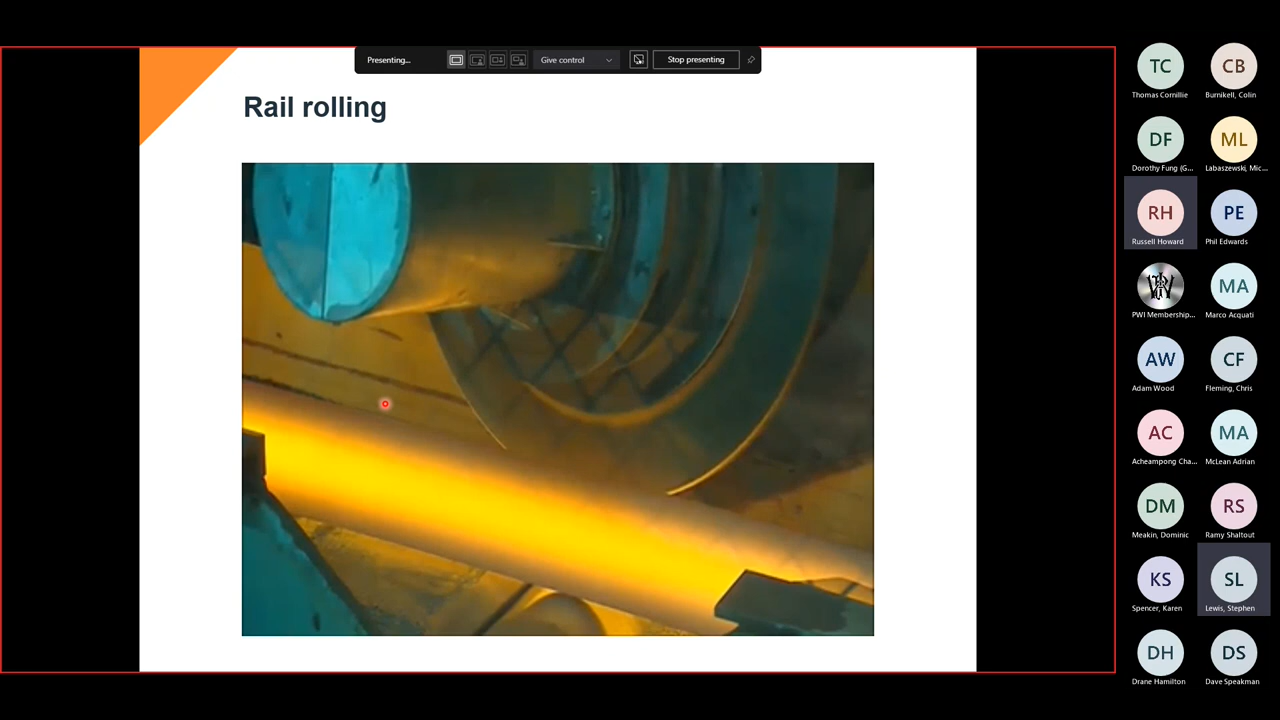 Presenting...
Give control
Stop presenting
Rail rolling
TC
CB
Thomas Cornillie
Burnikell, Colin
DF
ML
Dorothy Fung (G...
Labaszewski, Mic...
RH
PE
Russell Howard
Phil Edwards
MA
PWI Membership...
Marco Acquati
AW
CF
Adam Wood
Fleming, Chris
AC
MA
Acheampong Cha...
McLean Adrian
DM
RS
Meakin, Dominic
Ramy Shaltout
KS
SL
Spencer, Karen
Lewis, Stephen
DH
DS
Drane Hamilton
Dave Speakman